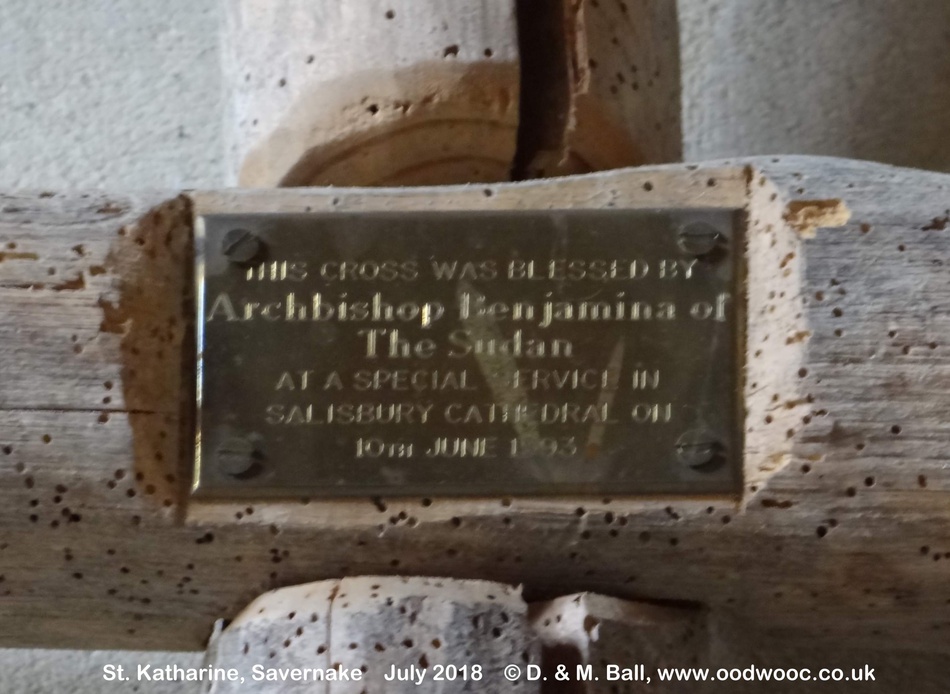 THIS CROSS WAS BLESSED BY
Archbishop Benjamina of
The Sudan
AT A SPECIAL SERVICE IN
SALISBURY CATHEDRAL ON
10TH JUNE 1993
St. Katharine, Savernake July 2018 © D. & M. Ball, www.oodwooc.co.uk